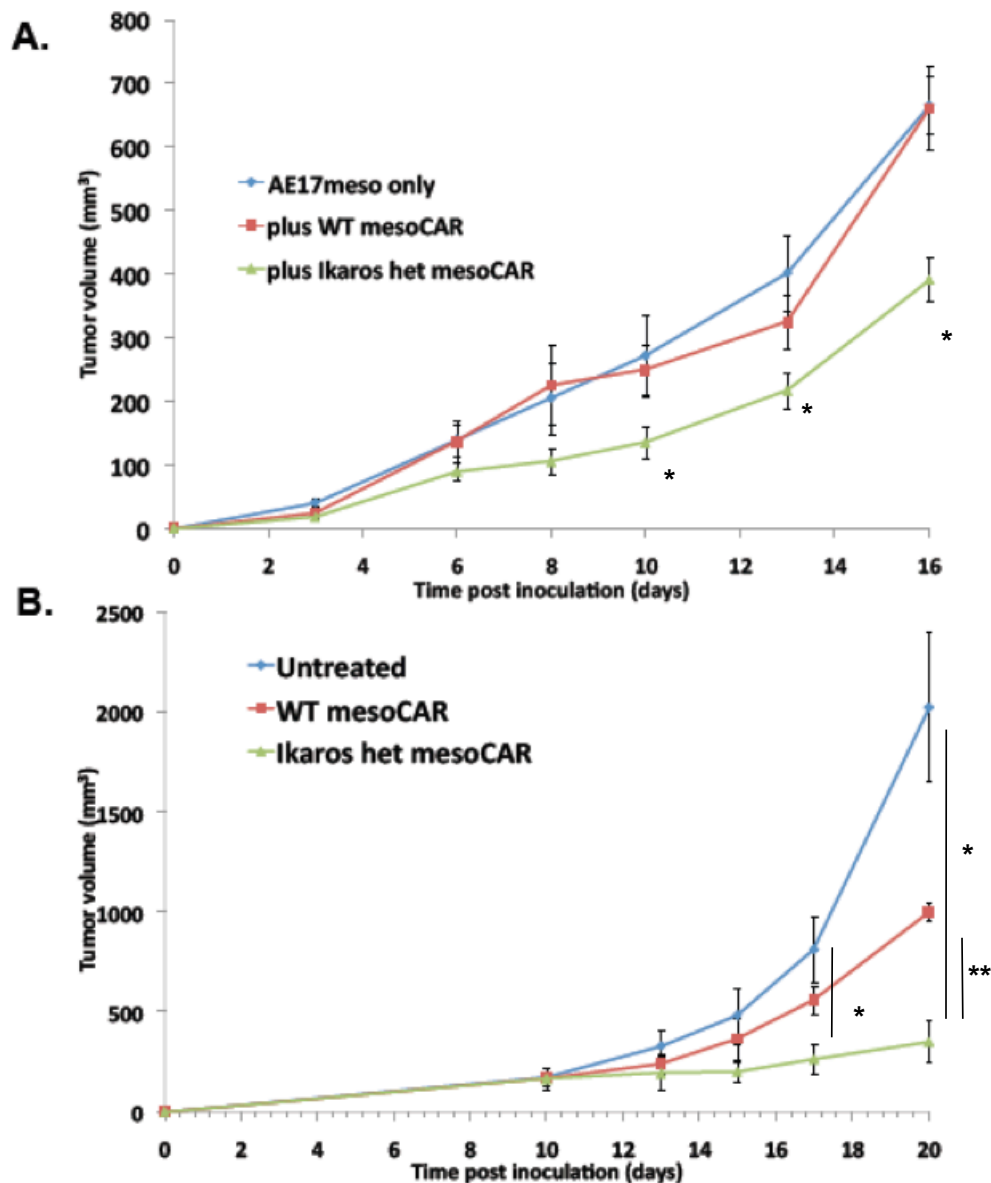 A.
800
700
600
500
400
300
200
100
0
Tumor volume (mm³)
AE17meso only
plus WT mesoCAR
plus Ikaros het mesoCAR
*
*
*
0 2 4 6 8 10 12 14 16
Time post inoculation (days)
B.
2500
2000
1500
1000
500
0
Tumor volume (mm³)
Untreated
WT mesoCAR
Ikaros het mesoCAR
*
**
*
0 2 4 6 8 10 12 14 16 18 20
Time post inoculation (days)